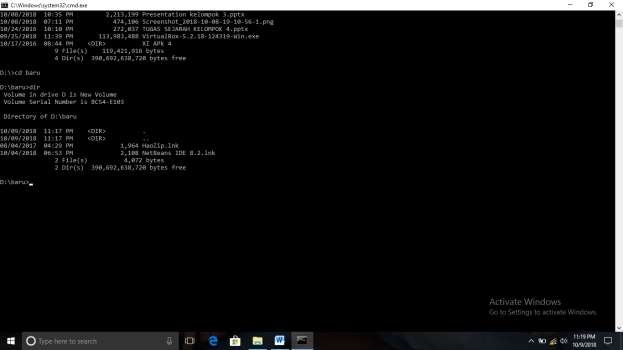 C:\Windows\system32\cmd.exe
10/08/2018 10:35 PM 2,213,199 Presentation kelompok 3.pptx
10/08/2018 07:11 PM 474,106 Screenshot_2018-10-08-19-10-56-1.png
10/24/2016 10:10 PM 272,037 TUGAS SEJARAH KELOMPOK 4.pptx
09/25/2018 11:39 PM 113,983,488 VirtualBox-5.2.18-124319-Win.exe
10/17/2016 08:44 PM <DIR> XI APk 4
9 File(s) 119,421,916 bytes
4 Dir(s) 390,692,638,720 bytes free
D:\>cd baru
D:\baru>dir
Volume in drive D is New Volume
Volume Serial Number is BC54-E103
Directory of D:\baru
10/09/2018 11:17 PM <DIR> .
10/09/2018 11:17 PM <DIR> ..
08/04/2017 04:29 PM 1,964 HaoZip.lnk
10/04/2018 06:53 PM 2,108 NetBeans IDE 8.2.lnk
2 File(s) 4,072 bytes
2 Dir(s) 390,692,638,720 bytes free
D:\baru>
Activate Windows
Go to Settings to activate Windows.
Type here to search
11:19 PM
10/9/2018